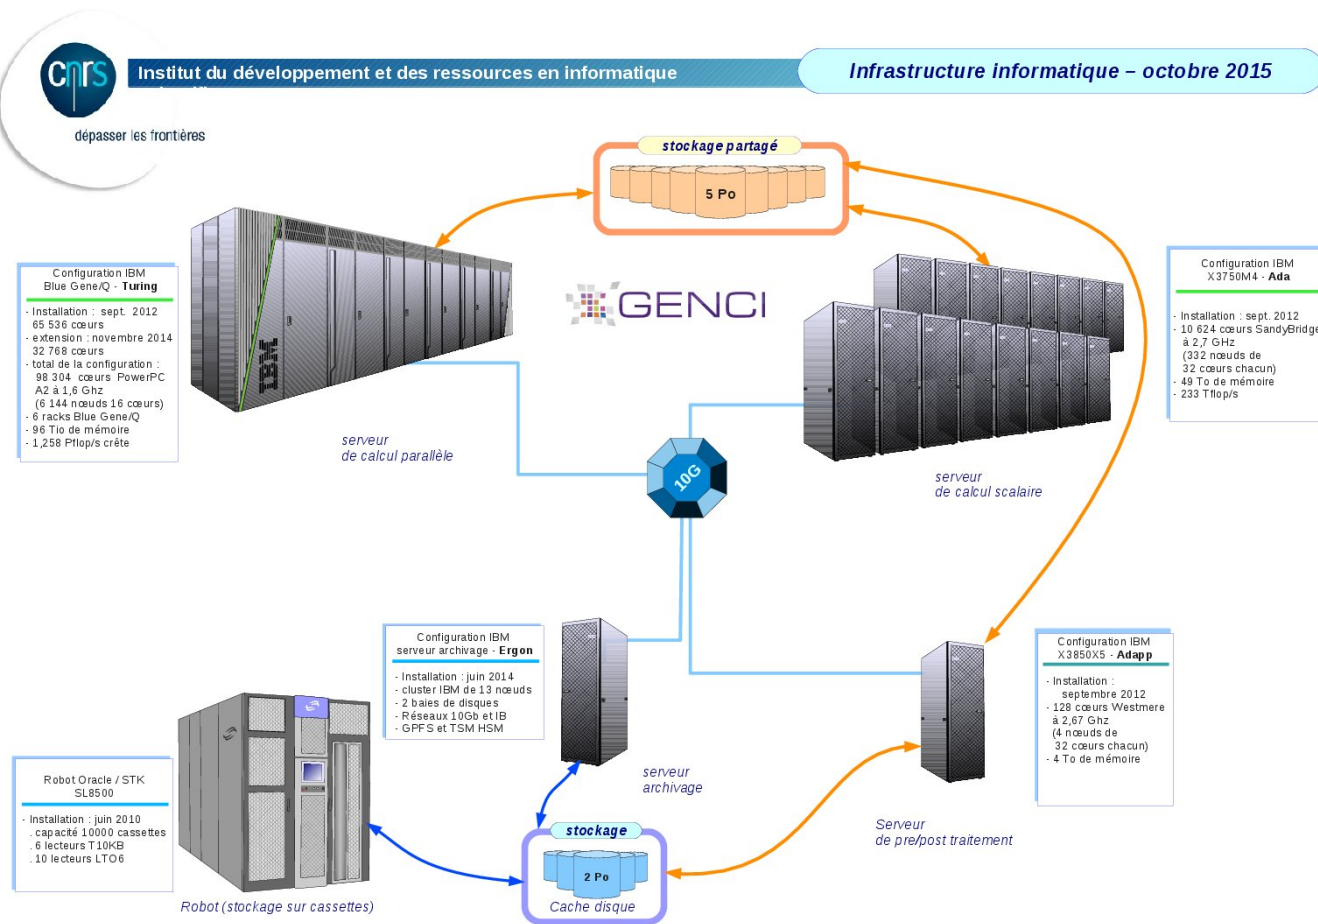 cnrs
dépasser les frontières
Institut du développement et des ressources en informatique
Infrastructure informatique – octobre 2015
stockage partagé
5 Po
Configuration IBM
Blue Gene/Q - Turing
- Installation : sept. 2012
65 536 cœurs
- extension : novembre 2014
32 768 cœurs
- total de la configuration :
98 304 cœurs PowerPC
A2 à 1,6 Ghz
(6 144 nœuds 16 cœurs)
- 6 racks Blue Gene/Q
- 96 Tio de mémoire
- 1,258 Pflop/s crête
IBM
serveur
de calcul parallèle
GENCI
10G
Configuration IBM
X3750M4 - Ada
- Installation : sept. 2012
- 10 624 cœurs SandyBridge
à 2,7 GHz
(332 nœuds de
32 cœurs chacun)
- 49 To de mémoire
- 233 Tflop/s
serveur
de calcul scalaire
Configuration IBM
serveur archivage - Ergon
- Installation : juin 2014
- cluster IBM de 13 nœuds
- 2 baies de disques
- Réseaux 10Gb et IB
- GPFS et TSM HSM
serveur
archivage
Configuration IBM
X3850X5 - Adapp
- Installation :
septembre 2012
- 128 cœurs Westmere
à 2,67 Ghz
(4 nœuds de
32 cœurs chacun)
- 4 To de mémoire
Serveur
de pre/post traitement
Robot Oracle / STK
SL8500
- Installation : juin 2010
. capacité 10000 cassettes
. 6 lecteurs T10KB
. 10 lecteurs LTO6
Robot (stockage sur cassettes)
stockage
2 Po
Cache disque